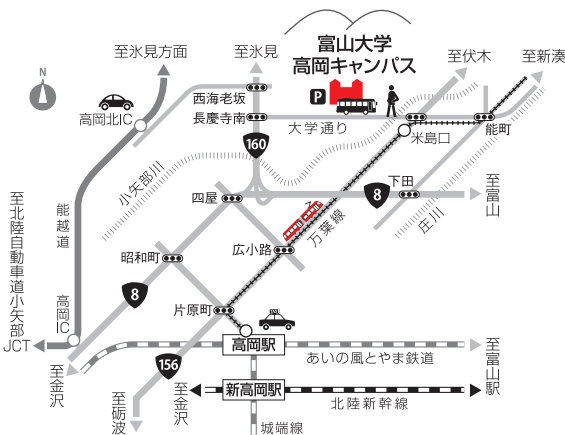 富山大学
高岡キャンパス
至氷見方面
至氷見
至伏木
至新湊
N
西海老坂
P
高岡北IC
長慶寺南
大学通り
米島口
能町
160
小矢部川
四屋
下田
8
至富山
至北陸自動車道小矢部
JCT
能越道
万葉線
庄川
昭和町
広小路
8
高岡IC
片原町
高岡駅
あいの風とやま鉄道
至富山駅
156
至金沢
至砺波
至金沢
新高岡駅
北陸新幹線
城端線